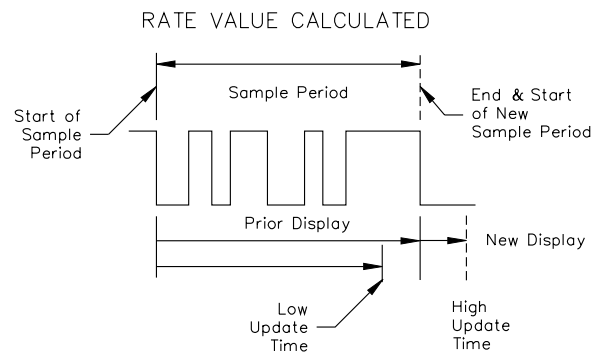 RATE VALUE CALCULATED
Sample Period
Start of
Sample
Period
End & Start
of New
Sample Period
Prior Display
New Display
Low
Update
Time
High
Update
Time